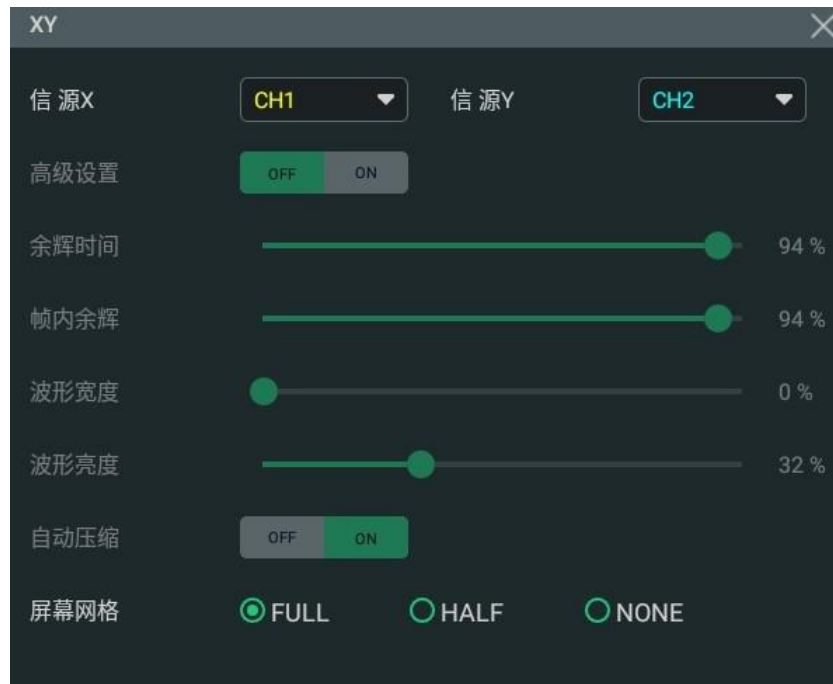 XY
信 源X CH1 信 源Y CH2
高级设置 OFF ON
余辉时间 94 %
帧内余辉 94 %
波形宽度 0 %
波形亮度 32 %
自动压缩 OFF ON
屏幕网格 FULL HALF NONE